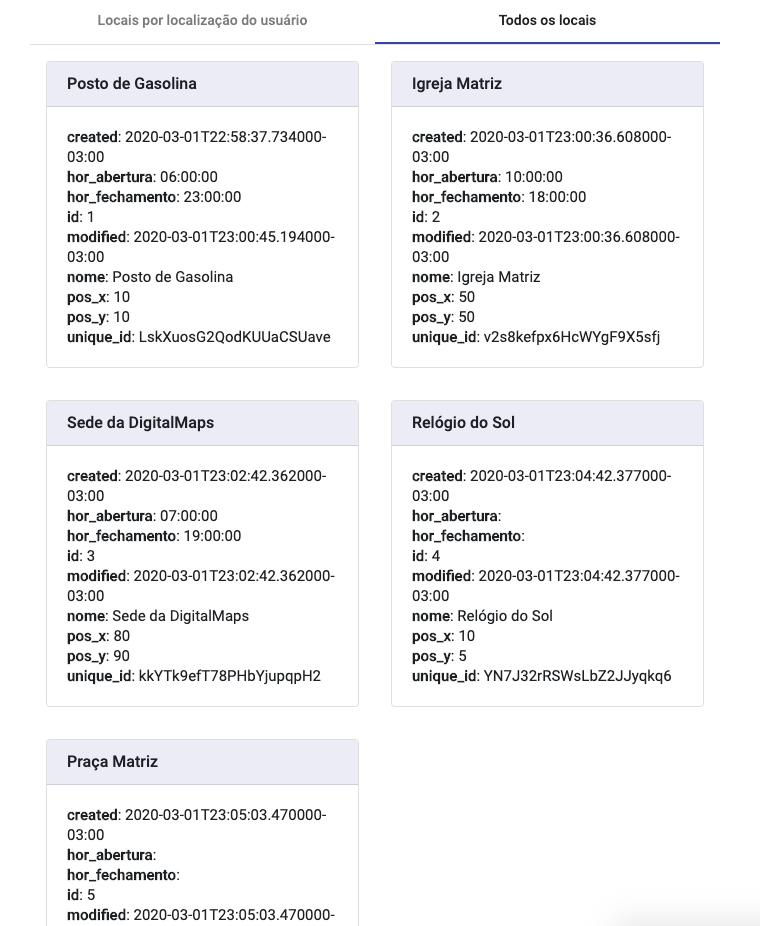 Locais por localização do usuário
Todos os locais
Posto de Gasolina
created: 2020-03-01T22:58:37.734000-
03:00
hor_abertura: 06:00:00
hor_fechamento: 23:00:00
id: 1
modified: 2020-03-01T23:00:45.194000-
03:00
nome: Posto de Gasolina
pos_x: 10
pos_y: 10
unique_id: LskXuosG2QodKUUaCSUave
Igreja Matriz
created: 2020-03-01T23:00:36.608000-
03:00
hor_abertura: 10:00:00
hor_fechamento: 18:00:00
id: 2
modified: 2020-03-01T23:00:36.608000-
03:00
nome: Igreja Matriz
pos_x: 50
pos_y: 50
unique_id: v2s8kefpx6HcWYgF9X5sfj
Sede da DigitalMaps
created: 2020-03-01T23:02:42.362000-
03:00
hor_abertura: 07:00:00
hor_fechamento: 19:00:00
id: 3
modified: 2020-03-01T23:02:42.362000-
03:00
nome: Sede da DigitalMaps
pos_x: 80
pos_y: 90
unique_id: kkYTk9efT78PHbYjupqpH2
Relógio do Sol
created: 2020-03-01T23:04:42.377000-
03:00
hor_abertura:
hor_fechamento:
id: 4
modified: 2020-03-01T23:04:42.377000-
03:00
nome: Relógio do Sol
pos_x: 10
pos_y: 5
unique_id: YN7J32rRSWsLbZ2JJyqkq6
Praça Matriz
created: 2020-03-01T23:05:03.470000-
03:00
hor_abertura:
hor_fechamento:
id: 5
modified: 2020-03-01T23:05:03.470000-